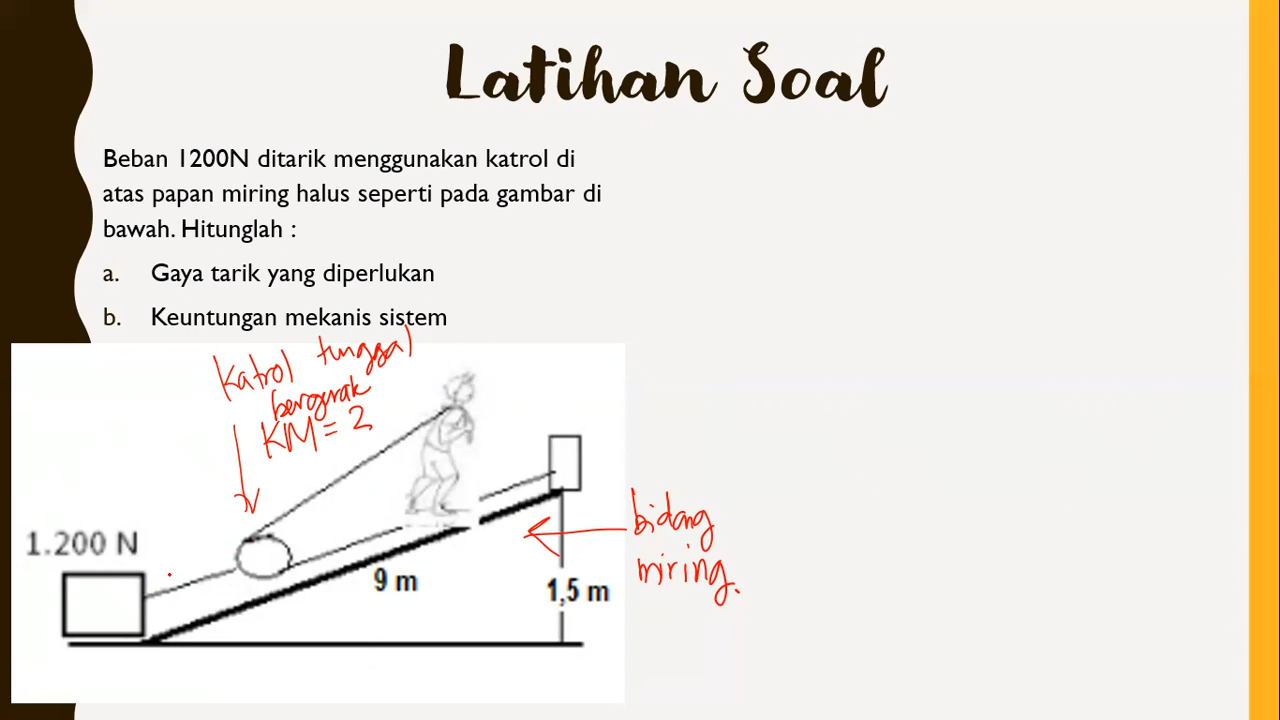 Latihan Soal
Beban 1200N ditarik menggunakan katrol di
atas papan miring halus seperti pada gambar di
bawah. Hitunglah :
a. Gaya tarik yang diperlukan
b. Keuntungan mekanis sistem
Katrol tunggal
bergerak
KM = 2
1.200 N
9 m
1,5 m
bidang
miring.